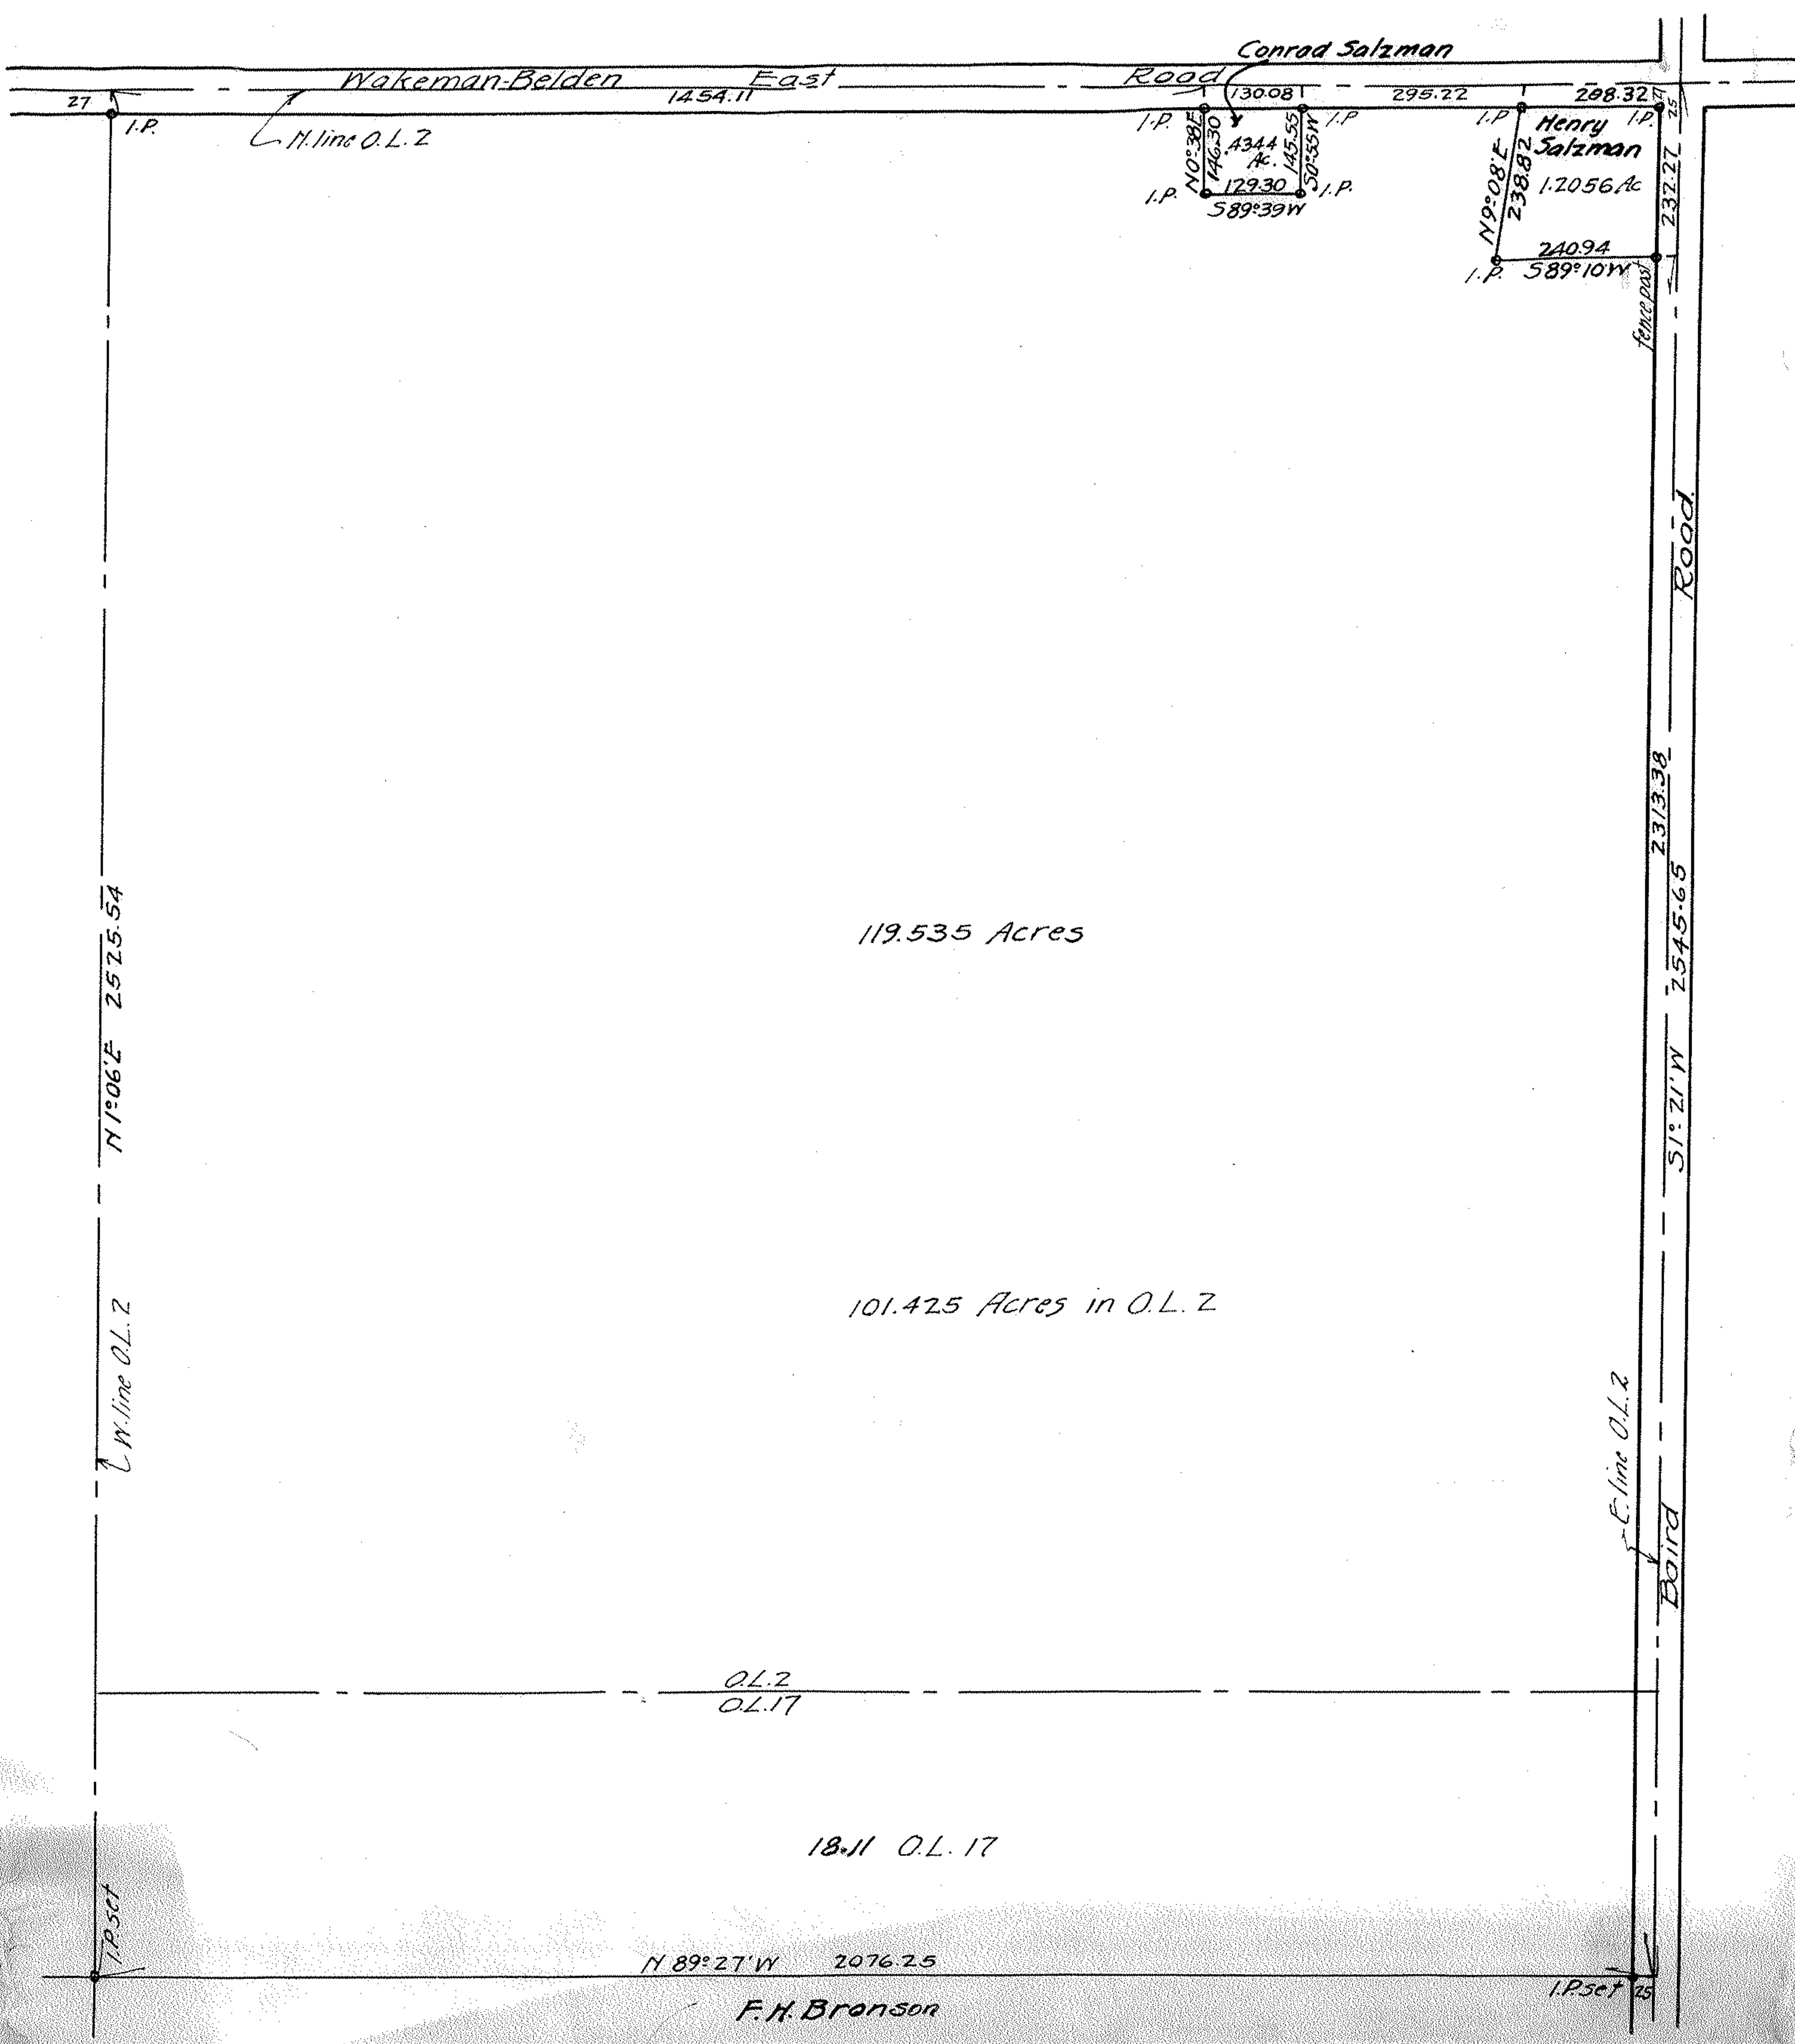 Conrad Salzman
Wakeman-Belden East Road
27
1454.11
130.08
295.22
208.32
21
25
I.P.
N. line O.L. 2
I.P.
I.P.
I.P
I.P.
N0°38'E
146.30
.4344
Ac.
145.55
S0°55'W
Henry
Salzman
1.2056 Ac
N9°08'E
238.82
232.27
I.P.
129.30
I.P.
S89°39'W
240.94
I.P.
S89°10'W
fence post
Road
2313.38
119.535 Acres
N1°06'E 2525.54
S1°21'W 2545.65
101.425 Acres in O.L. 2
W. line O.L. 2
E. line O.L. 2
Baird
O.L. 2
O.L. 17
18.11 O.L. 17
I.P. set
N 89°27'W 2076.25
I.P. set
25
F. H. Bronson